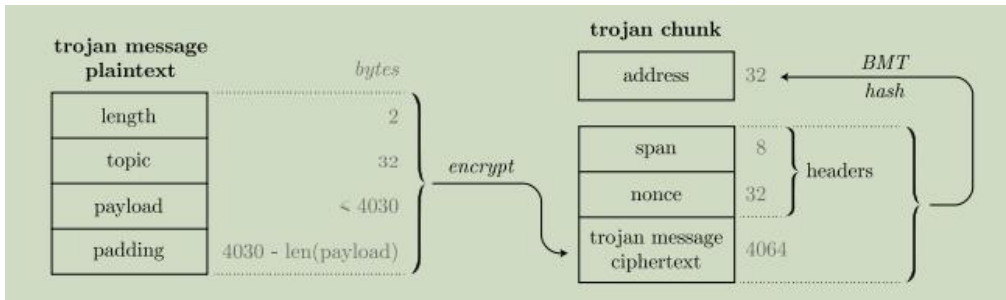 trojan message
plaintext
bytes
length 2
topic 32
payload < 4030
padding 4030 - len(payload)
encrypt
trojan chunk
address 32
BMT
hash
span 8
nonce 32
headers
trojan message
ciphertext
4064